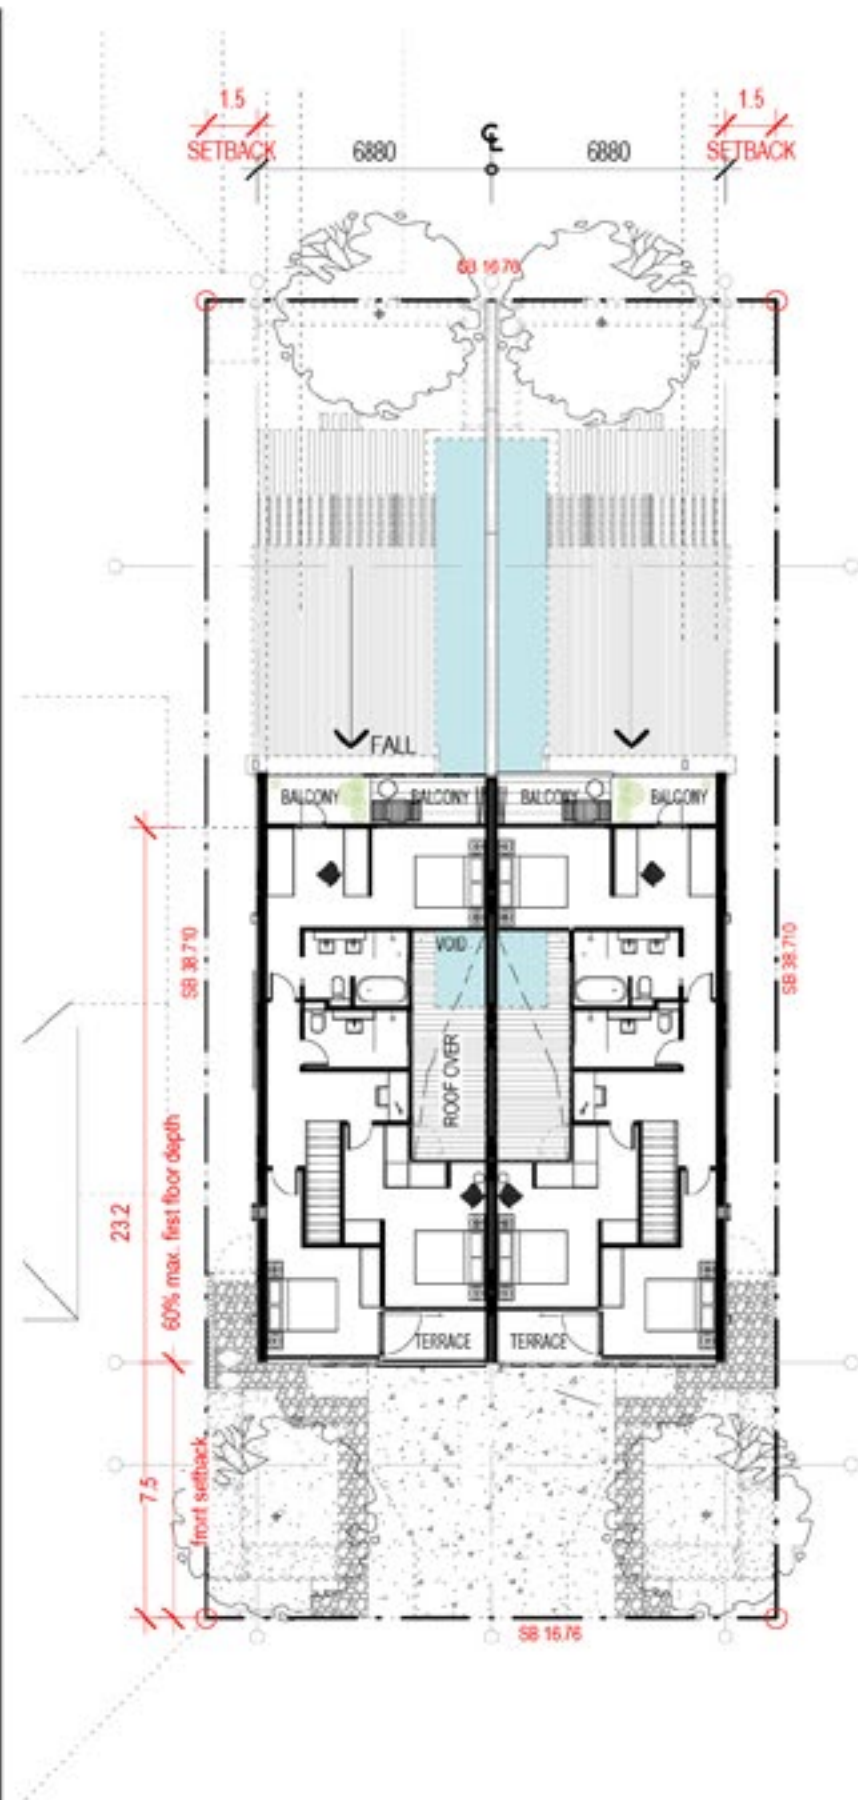 1.5
1.5
SETBACK
6880
℄
6880
SETBACK
SB 16.76
FALL
BALCONY
BALCONY
BALCONY
BALCONY
VOID
SB 38.710
SB 38.710
ROOF OVER
60% max. first floor depth
23.2
TERRACE
TERRACE
front setback
7.5
SB 16.76